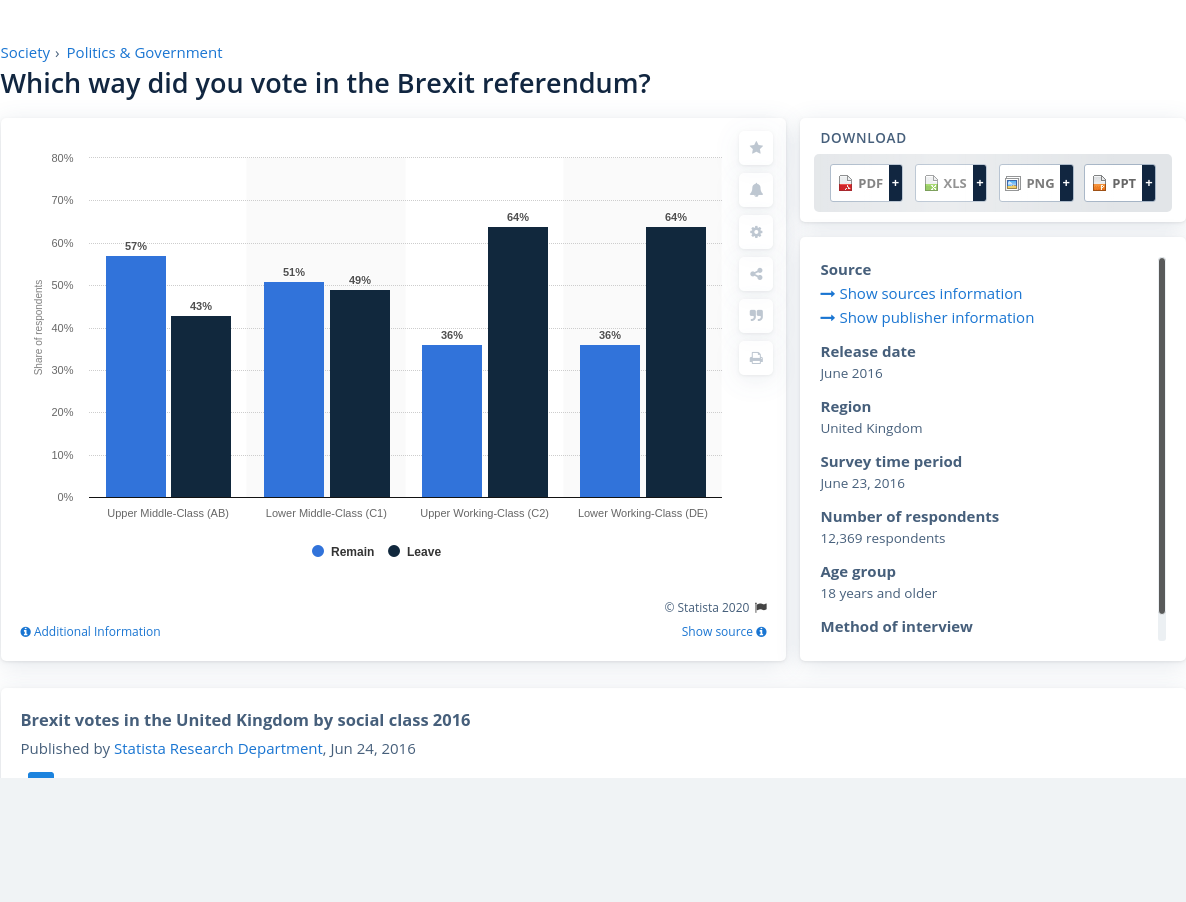 Society › Politics & Government
Which way did you vote in the Brexit referendum?
80%
70%
60%
50%
40%
30%
20%
10%
0%
Share of respondents
57%
43%
51%
49%
36%
64%
36%
64%
Upper Middle-Class (AB)
Lower Middle-Class (C1)
Upper Working-Class (C2)
Lower Working-Class (DE)
Remain Leave
© Statista 2020
Additional Information
Show source
DOWNLOAD
PDF + XLS + PNG + PPT +
Source
Show sources information
Show publisher information
Release date
June 2016
Region
United Kingdom
Survey time period
June 23, 2016
Number of respondents
12,369 respondents
Age group
18 years and older
Method of interview
Brexit votes in the United Kingdom by social class 2016
Published by Statista Research Department, Jun 24, 2016